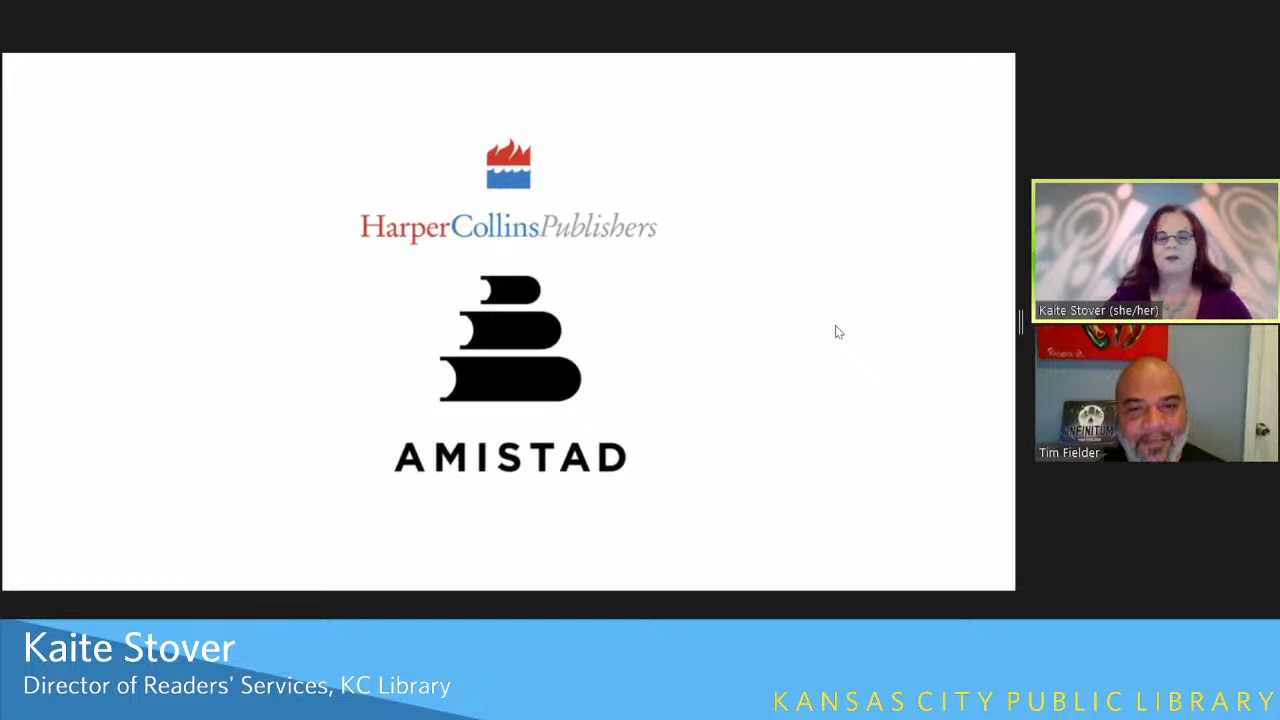 HarperCollinsPublishers
AMISTAD
Kaite Stover (she/her)
INFINITUM
Tim Fielder
Kaite Stover
Director of Readers' Services, KC Library
KANSAS CITY PUBLIC LIBRARY